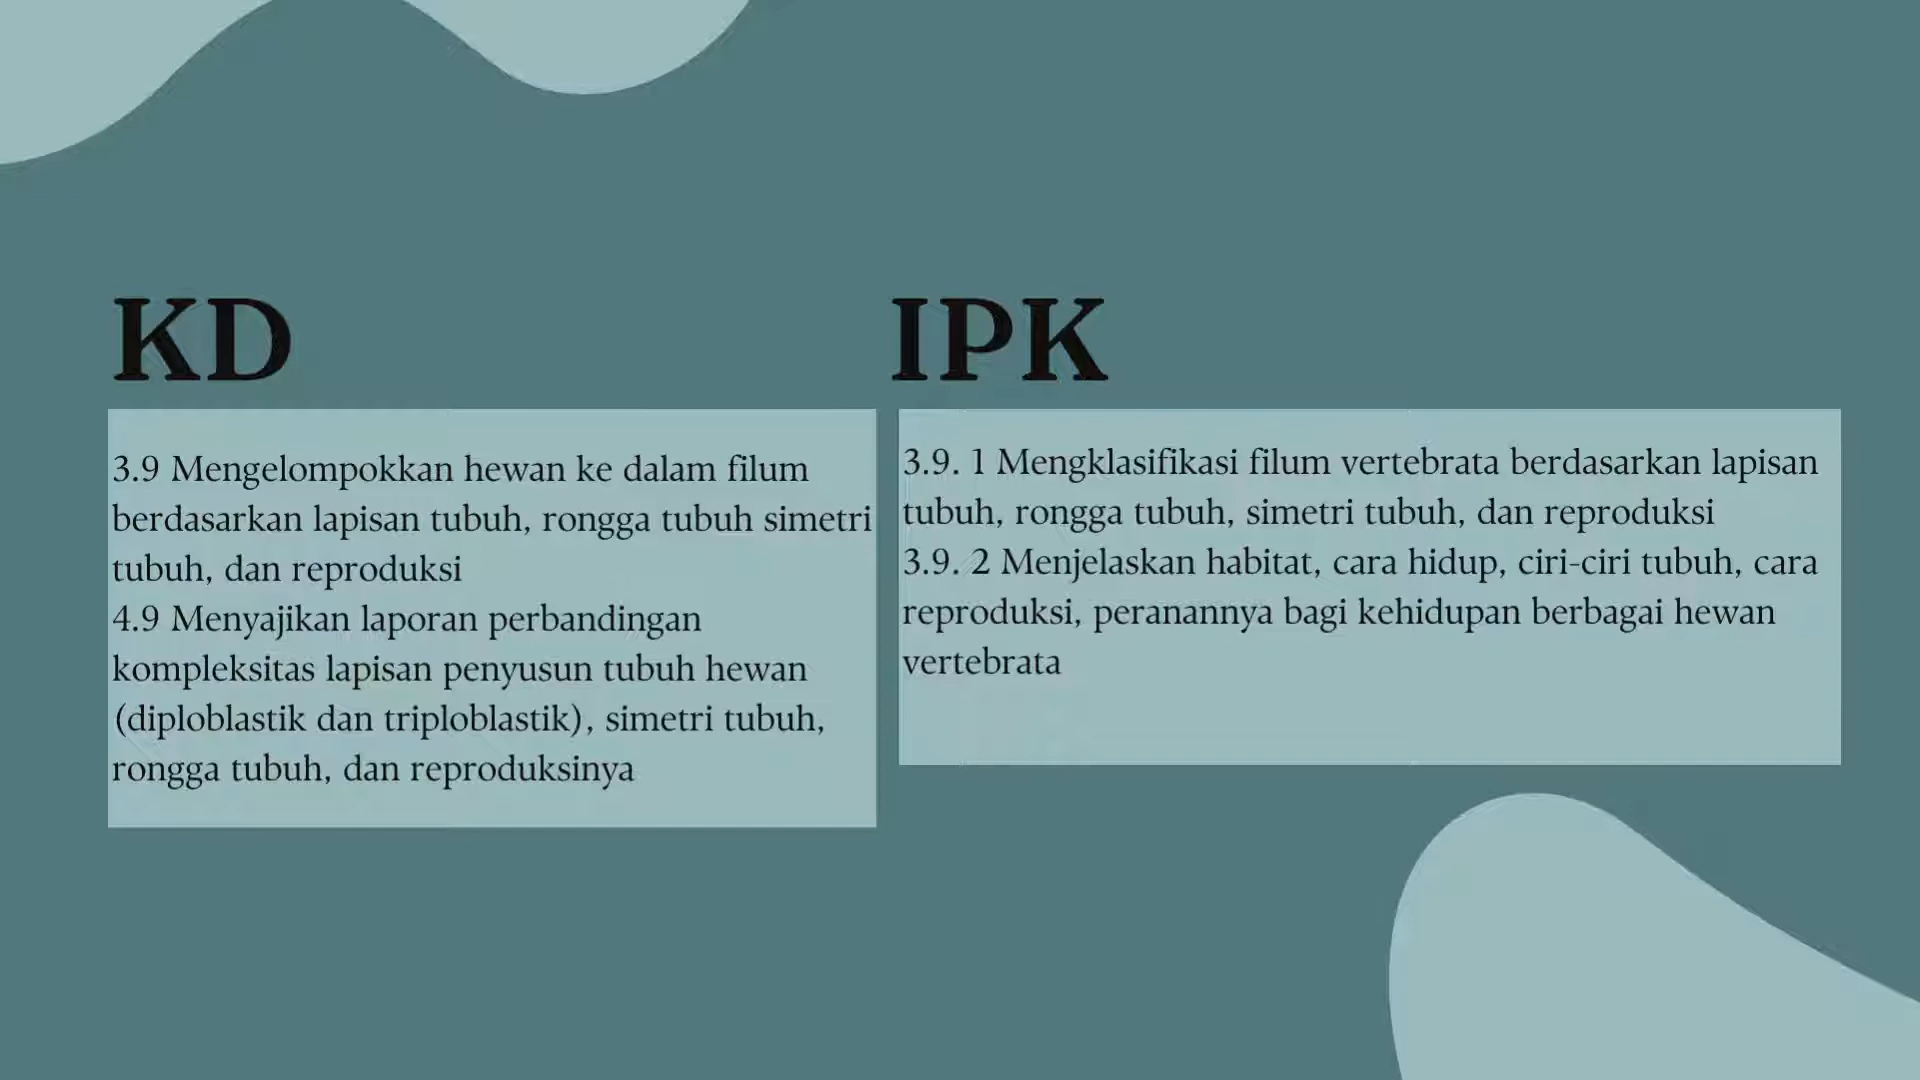 KD
3.9 Mengelompokkan hewan ke dalam filum
berdasarkan lapisan tubuh, rongga tubuh simetri
tubuh, dan reproduksi
4.9 Menyajikan laporan perbandingan
kompleksitas lapisan penyusun tubuh hewan
(diploblastik dan triploblastik), simetri tubuh,
rongga tubuh, dan reproduksinya
IPK
3.9. 1 Mengklasifikasi filum vertebrata berdasarkan lapisan
tubuh, rongga tubuh, simetri tubuh, dan reproduksi
3.9. 2 Menjelaskan habitat, cara hidup, ciri-ciri tubuh, cara
reproduksi, peranannya bagi kehidupan berbagai hewan
vertebrata